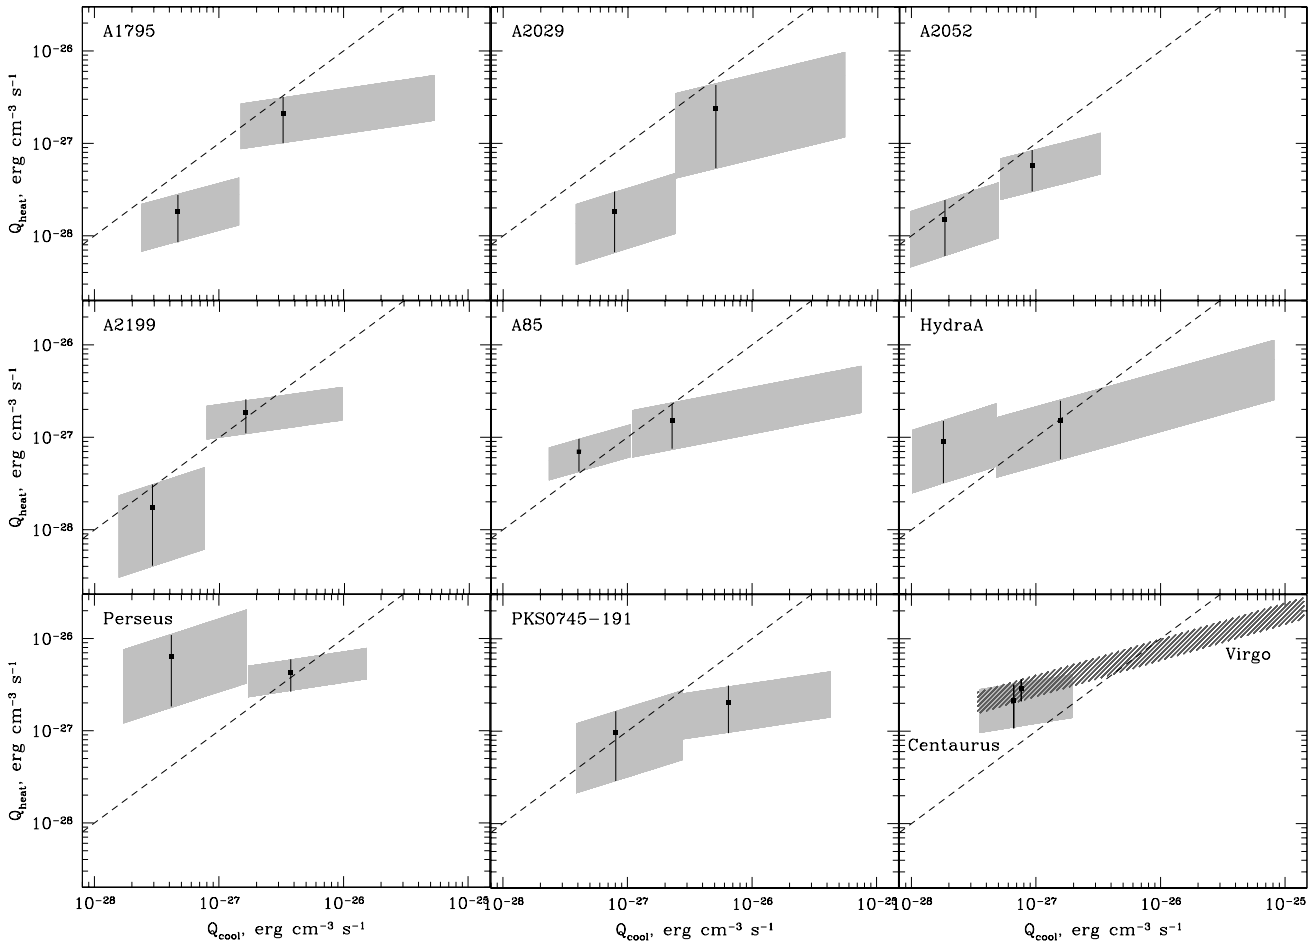 A1795
A2029
A2052
10⁻²⁶
10⁻²⁷
10⁻²⁸
Q_heat, erg cm⁻³ s⁻¹
A2199
A85
HydraA
10⁻²⁶
10⁻²⁷
10⁻²⁸
Q_heat, erg cm⁻³ s⁻¹
Perseus
PKS0745−191
Virgo
Centaurus
10⁻²⁶
10⁻²⁷
10⁻²⁸
Q_heat, erg cm⁻³ s⁻¹
10⁻²⁸ 10⁻²⁷ 10⁻²⁶ 10⁻²⁵ 10⁻²⁸ 10⁻²⁷ 10⁻²⁶ 10⁻²⁵ 10⁻²⁸ 10⁻²⁷ 10⁻²⁶ 10⁻²⁵
Q_cool, erg cm⁻³ s⁻¹ Q_cool, erg cm⁻³ s⁻¹ Q_cool, erg cm⁻³ s⁻¹